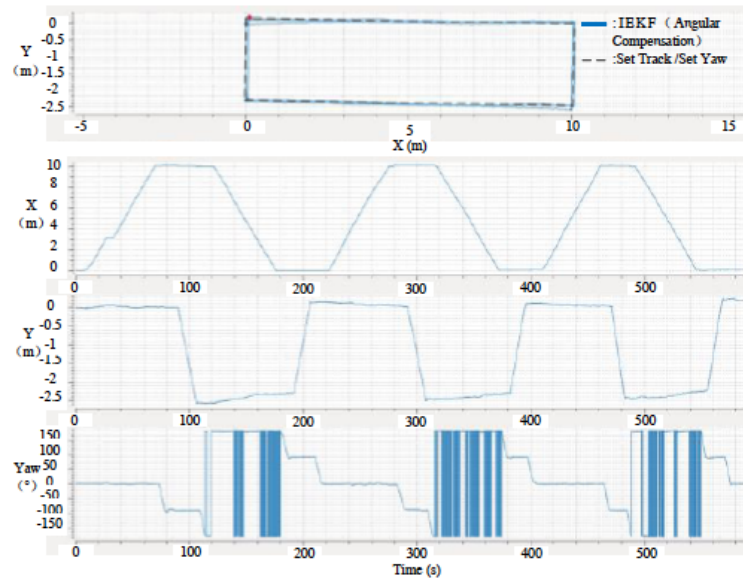 0
-0.5
Y
-1
(m)
-1.5
-2
-2.5
:IEKF (Angular
Compensation)
:Set Track /Set Yaw
-5 0 5 10 15
X (m)
10
8
X 6
(m) 4
2
0
0 100 200 300 400 500
0
-0.5
Y -1
(m) -1.5
-2
-2.5
0 100 200 300 400 500
150
100
Yaw 50
(°) 0
-50
-100
-150
0 100 200 300 400 500
Time (s)